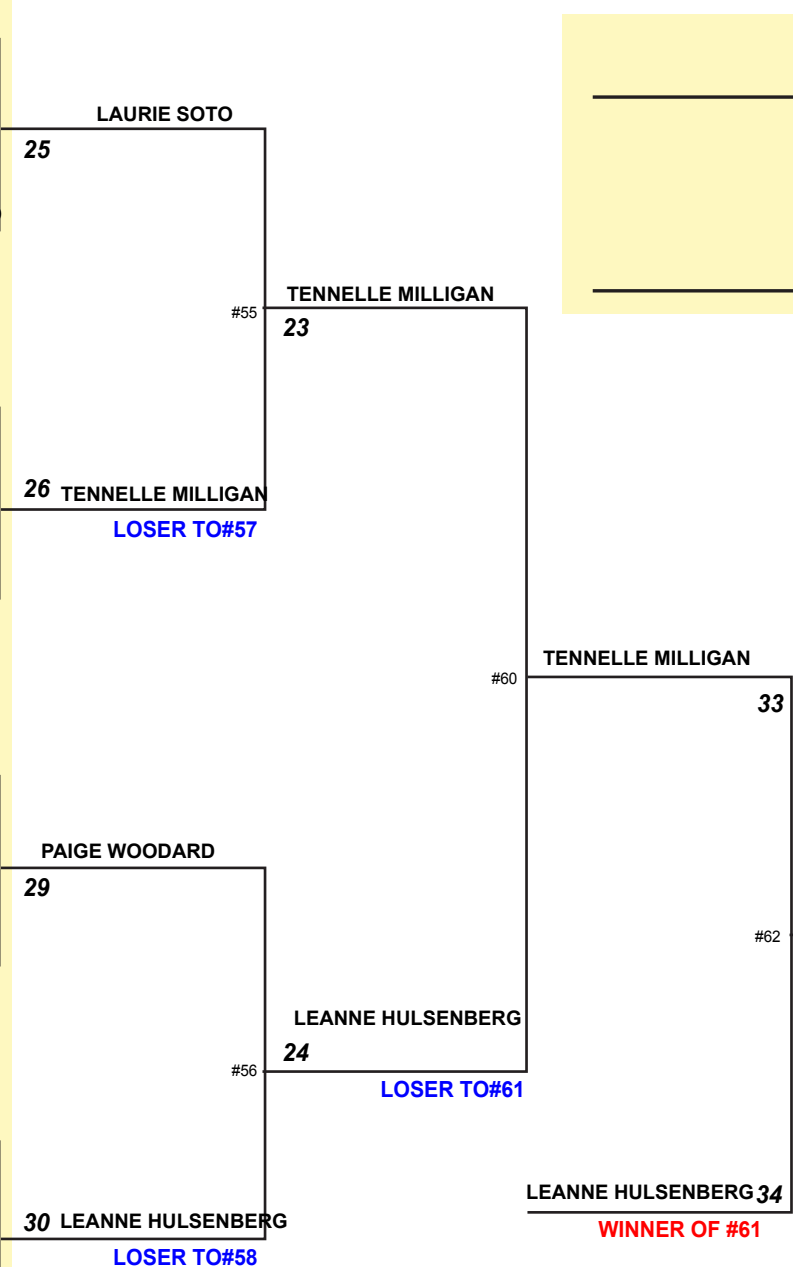 LAURIE SOTO
25
#55
TENNELLE MILLIGAN
23
26 TENNELLE MILLIGAN
LOSER TO#57
TENNELLE MILLIGAN
#60
33
PAIGE WOODARD
29
#62
LEANNE HULSENBERG
24
#56
LOSER TO#61
LEANNE HULSENBERG 34
30 LEANNE HULSENBERG
WINNER OF #61
LOSER TO#58